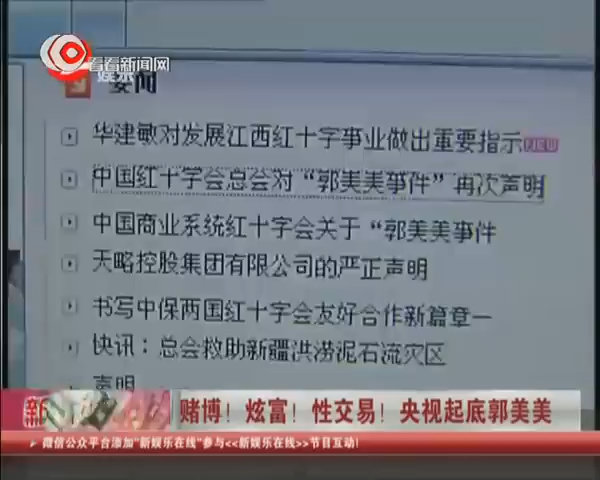 看看新闻网
娱乐
要闻
华建敏对发展江西红十字事业做出重要指示NEW
中国红十字会总会对“郭美美事件”再次声明
中国商业系统红十字会关于“郭美美事件
天略控股集团有限公司的严正声明
书写中保两国红十字会友好合作新篇章一
快讯：总会救助新疆洪涝泥石流灾区
声明
新
赌博！炫富！性交易！央视起底郭美美
微信公众平台添加"新娱乐在线"参与<<新娱乐在线>>节目互动!